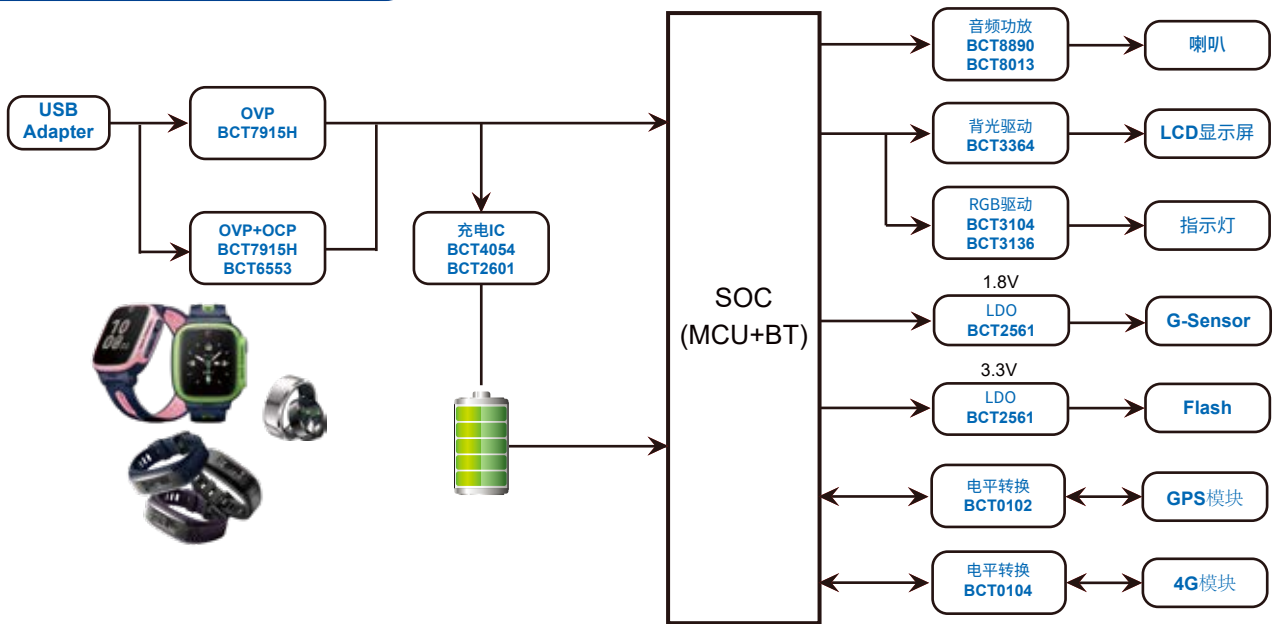 USB
Adapter
OVP
BCT7915H
OVP+OCP
BCT7915H
BCT6553
充电IC
BCT4054
BCT2601
SOC
(MCU+BT)
音频功放
BCT8890
BCT8013
喇叭
背光驱动
BCT3364
LCD显示屏
RGB驱动
BCT3104
BCT3136
指示灯
1.8V
LDO
BCT2561
G-Sensor
3.3V
LDO
BCT2561
Flash
电平转换
BCT0102
GPS模块
电平转换
BCT0104
4G模块